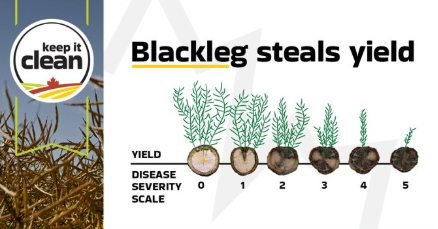 keep it
clean
Blackleg steals yield
YIELD
DISEASE
SEVERITY
SCALE
0 1 2 3 4 5